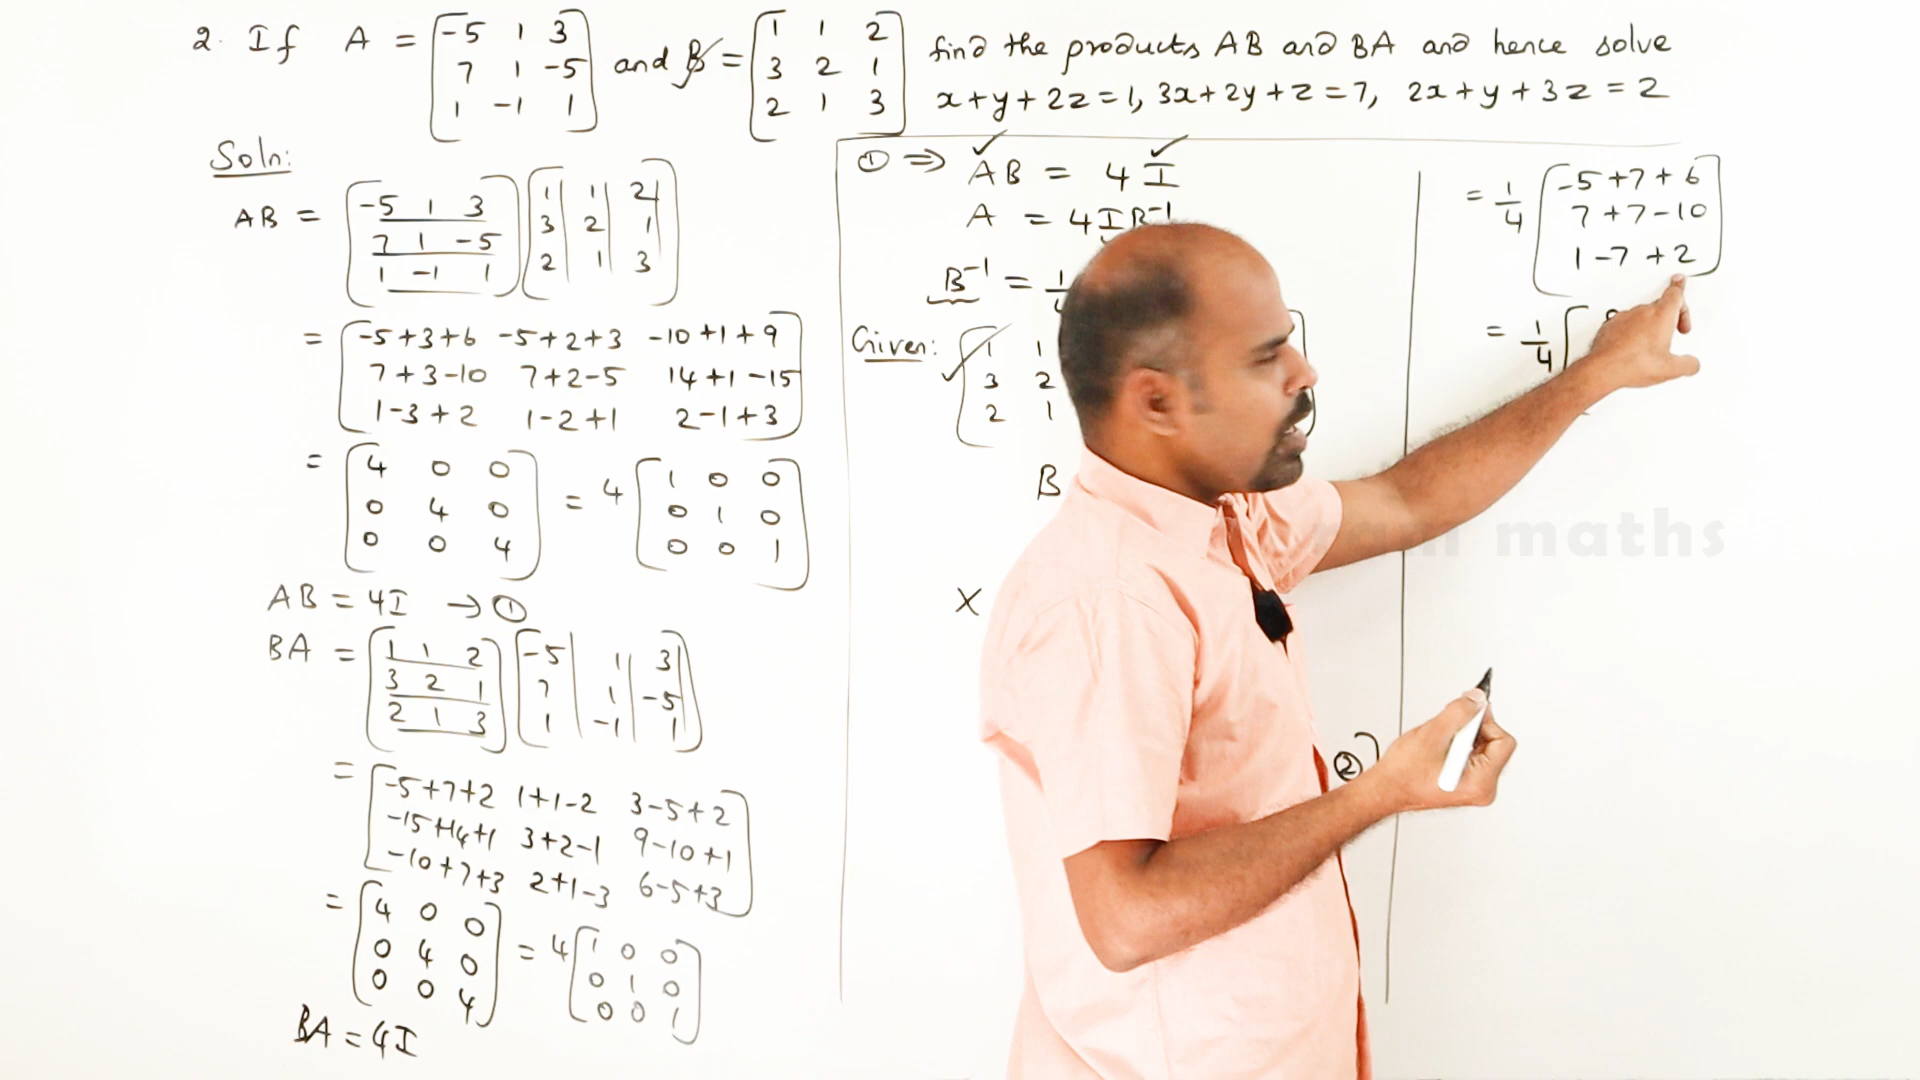 2. If A = [-5 1 3 and B = [1 1 2 find the products AB and BA and hence solve
7 1 -5 3 2 1
1 -1 1] 2 1 3] x+y+2z=1, 3x+2y+z=7, 2x+y+3z=2
Soln:
AB = [-5 1 3 [1 1 2
7 1 -5 3 2 1
1 -1 1] 2 1 3]
= [-5+3+6 -5+2+3 -10+1+9
7+3-10 7+2-5 14+1-15
1-3+2 1-2+1 2-1+3]
= [4 0 0 = 4 [1 0 0
0 4 0 0 1 0
0 0 4] 0 0 1]
AB = 4I → ①
BA = [1 1 2 [-5 1 3
3 2 1 7 1 -5
2 1 3] 1 -1 1]
= [-5+7+2 1+1-2 3-5+2
-15+14+1 3+2-1 9-10+1
-10+7+3 2+1-3 6-5+3]
= [4 0 0 = 4 [1 0 0
0 4 0 0 1 0
0 0 4] 0 0 1]
BA = 4I
① ⇒ AB = 4I
A = 4IB⁻¹
B⁻¹ = 1/4
Given: [1 1
3 2
2 1
B
X
②
= 1/4 [-5+7+6
7+7-10
1-7+2]
= 1/4 [
maths